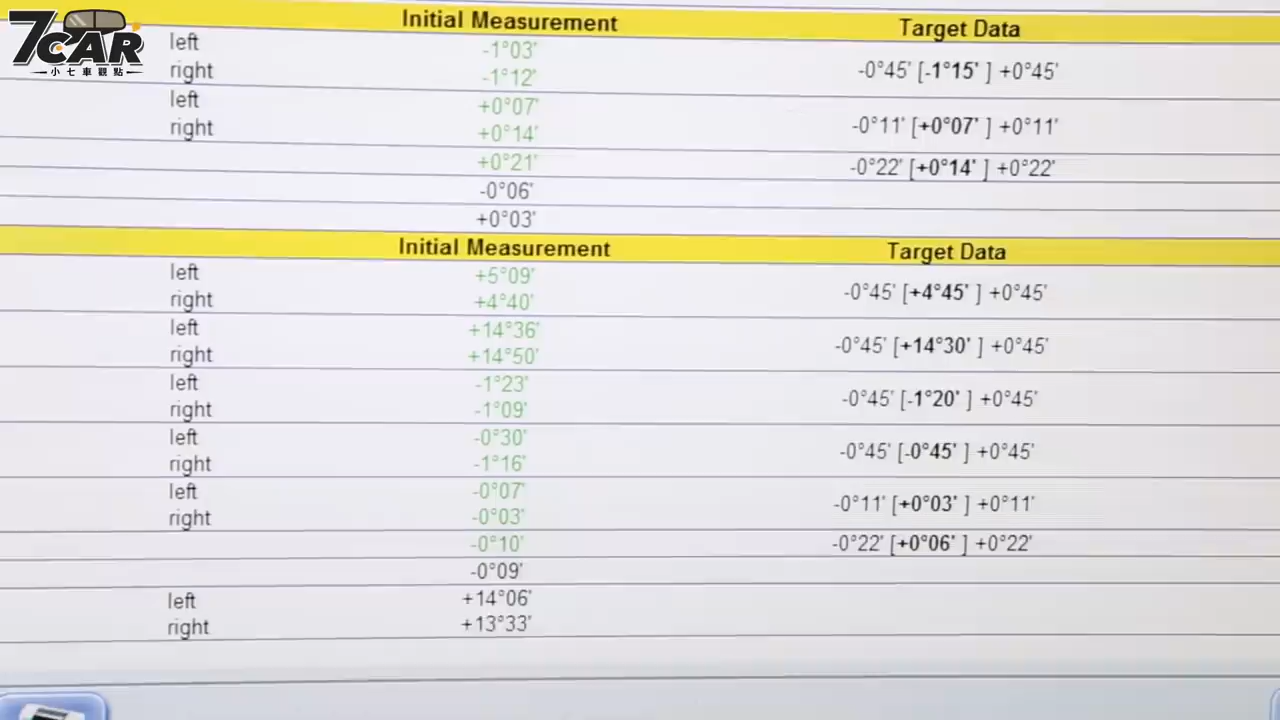 7CAR
小七車觀點
Initial Measurement Target Data
left -1°03'
right -1°12' -0°45' [-1°15' ] +0°45'
left +0°07'
right +0°14' -0°11' [+0°07' ] +0°11'
+0°21' -0°22' [+0°14' ] +0°22'
-0°06'
+0°03'
Initial Measurement Target Data
left +5°09'
right +4°40' -0°45' [+4°45' ] +0°45'
left +14°36'
right +14°50' -0°45' [+14°30' ] +0°45'
left -1°23'
right -1°09' -0°45' [-1°20' ] +0°45'
left -0°30'
right -1°16' -0°45' [-0°45' ] +0°45'
left -0°07'
right -0°03' -0°11' [+0°03' ] +0°11'
-0°10' -0°22' [+0°06' ] +0°22'
-0°09'
left +14°06'
right +13°33'